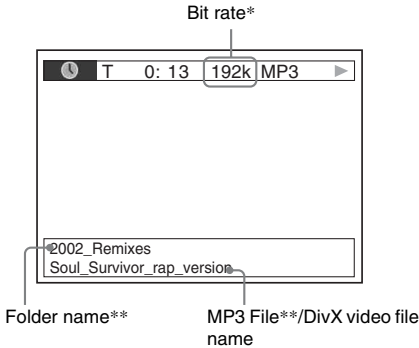 Bit rate*
T 0: 13 192k MP3
2002_Remixes
Soul_Survivor_rap_version
Folder name**
MP3 File**/DivX video file
name